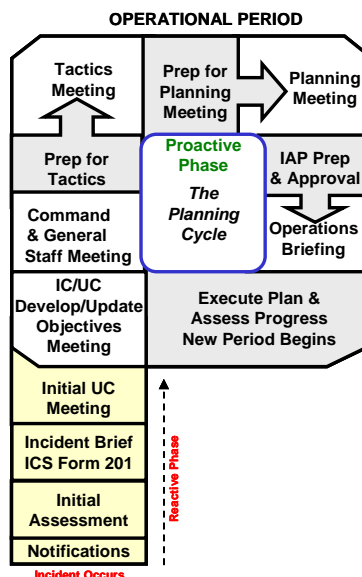 OPERATIONAL PERIOD
Tactics
Meeting
Prep for
Planning
Meeting
Planning
Meeting
Prep for
Tactics
Proactive
Phase
The
Planning
Cycle
IAP Prep
& Approval
Command
& General
Staff Meeting
Operations
Briefing
IC/UC
Develop/Update
Objectives
Meeting
Execute Plan &
Assess Progress
New Period Begins
Initial UC
Meeting
Incident Brief
ICS Form 201
Initial
Assessment
Notifications
Reactive Phase
Incident Occurs